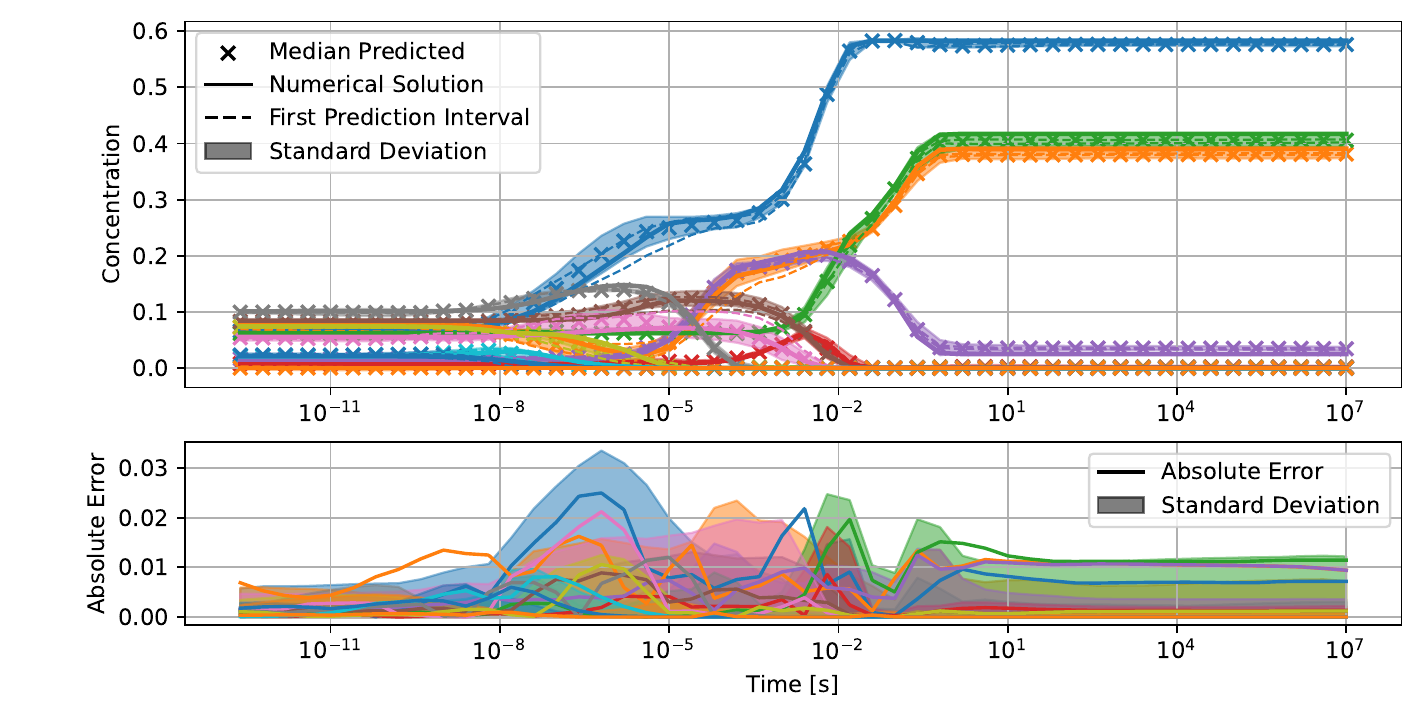 0.6
0.5
0.4
0.3
0.2
0.1
0.0
Concentration
Median Predicted
Numerical Solution
First Prediction Interval
Standard Deviation
10⁻¹¹ 10⁻⁸ 10⁻⁵ 10⁻² 10¹ 10⁴ 10⁷
0.03
0.02
0.01
0.00
Absolute Error
Absolute Error
Standard Deviation
10⁻¹¹ 10⁻⁸ 10⁻⁵ 10⁻² 10¹ 10⁴ 10⁷
Time [s]